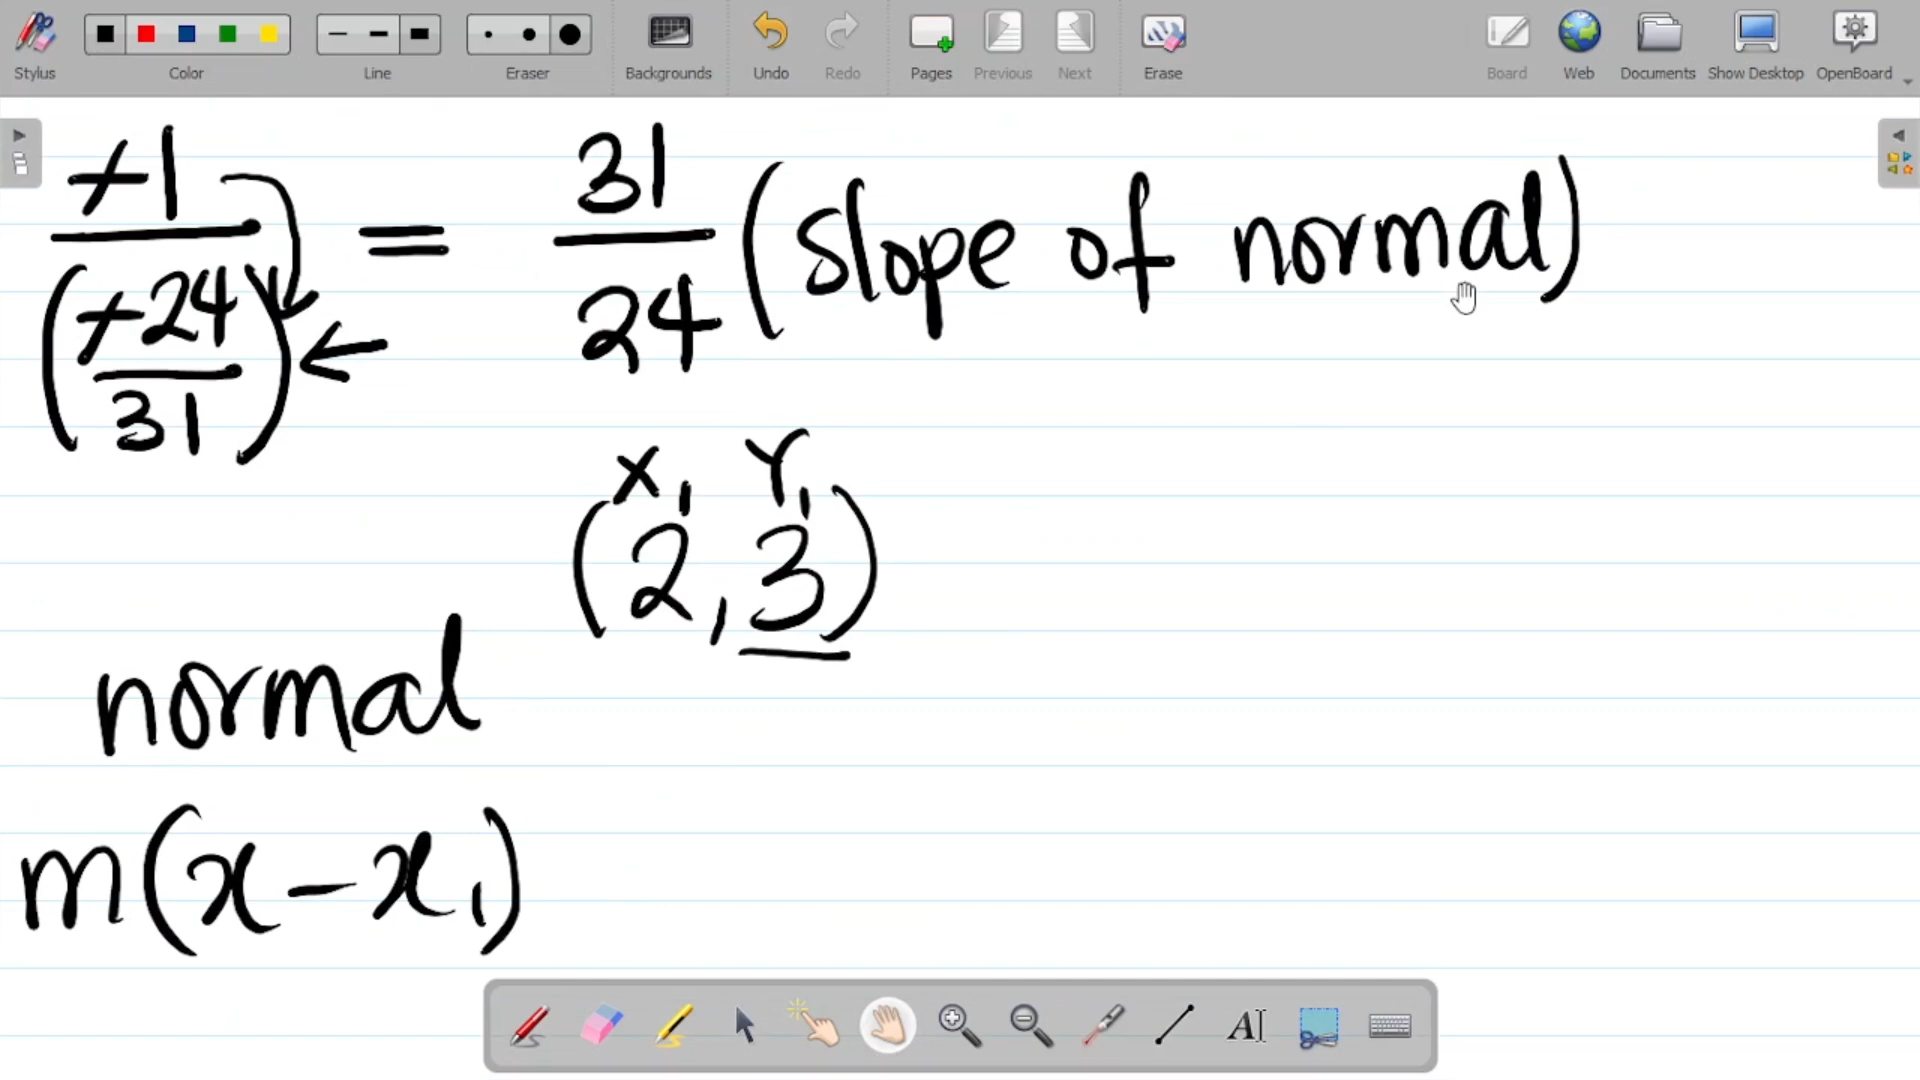 Stylus Color Line Eraser Backgrounds Undo Redo Pages Previous Next Erase Board Web Documents Show Desktop OpenBoard
-1/(-24/31) = 31/24 (slope of normal)
x₁ Y₁
(2, 3)
normal
m(x-x₁)